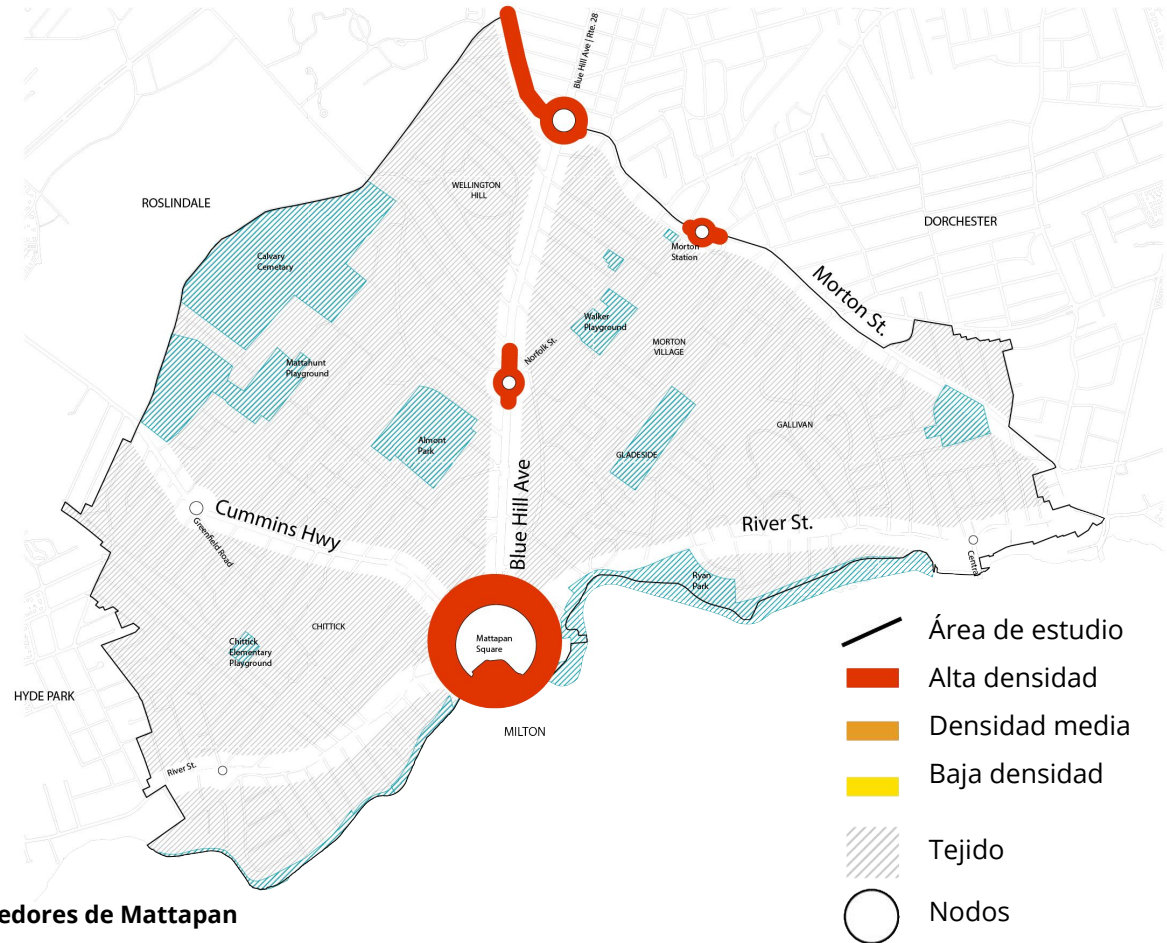 Blue Hill Ave | Rte. 28
WELLINGTON
HILL
ROSLINDALE
DORCHESTER
Calvary
Cemetary
Morton
Station
Morton St.
Walker
Playground
Norfolk St.
MORTON
VILLAGE
Mattahunt
Playground
Almont
Park
GALLIVAN
GLADESIDE
Blue Hill Ave
Cummins Hwy
Greenfield Road
River St.
Central
Ryan
Park
Mattapan
Square
CHITTICK
Chittick
Elementary
Playground
HYDE PARK
MILTON
River St.
Área de estudio
Alta densidad
Densidad media
Baja densidad
Tejido
Nodos
edores de Mattapan